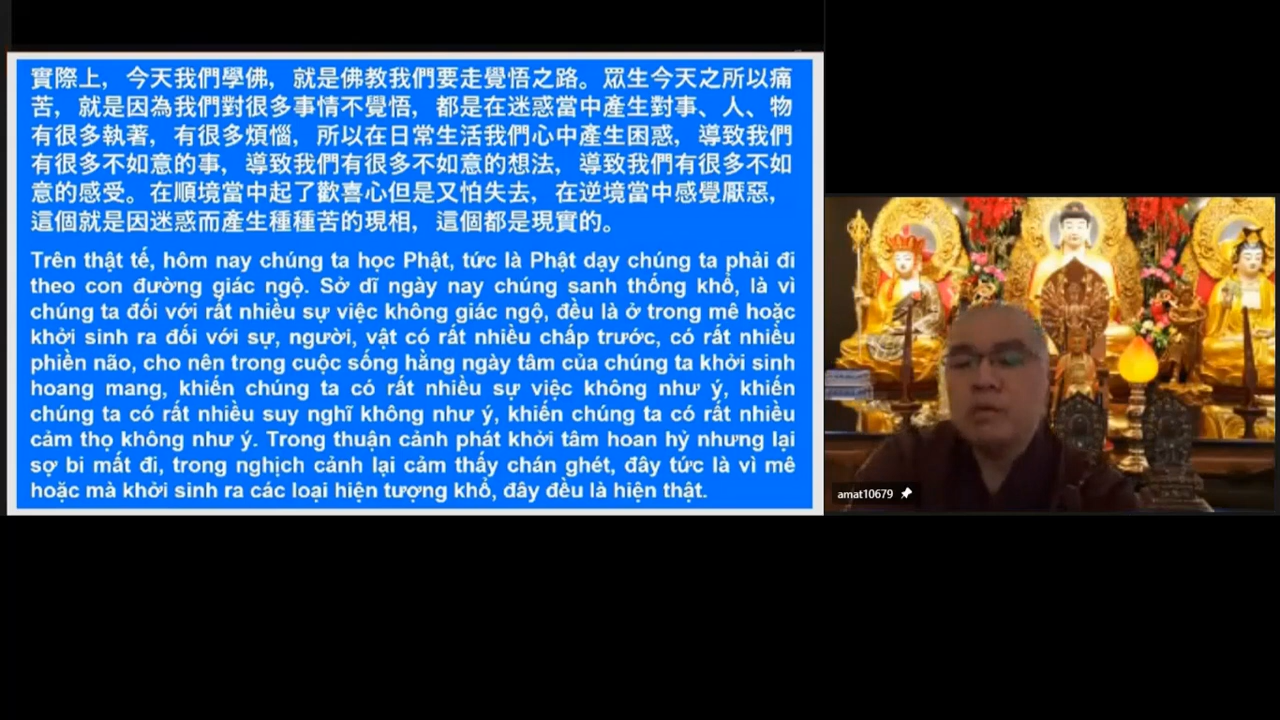 實際上，今天我們學佛，就是佛教我們要走覺悟之路。眾生今天之所以痛
苦，就是因為我們對很多事情不覺悟，都是在迷惑當中產生對事、人、物
有很多執著，有很多煩惱，所以在日常生活我們心中產生困惑，導致我們
有很多不如意的事，導致我們有很多不如意的想法，導致我們有很多不如
意的感受。在順境當中起了歡喜心但是又怕失去，在逆境當中感覺厭惡，
這個就是因迷惑而產生種種苦的現相，這個都是現實的。
Trên thật tế, hôm nay chúng ta học Phật, tức là Phật dạy chúng ta phải đi
theo con đường giác ngộ. Sở dĩ ngày nay chúng sanh thống khổ, là vì
chúng ta đối với rất nhiều sự việc không giác ngộ, đều là ở trong mê hoặc
khởi sinh ra đối với sự, người, vật có rất nhiều chấp trước, có rất nhiều
phiền não, cho nên trong cuộc sống hằng ngày tâm của chúng ta khởi sinh
hoang mang, khiến chúng ta có rất nhiều sự việc không như ý, khiến
chúng ta có rất nhiều suy nghĩ không như ý, khiến chúng ta có rất nhiều
cảm thọ không như ý. Trong thuận cảnh phát khởi tâm hoan hỷ nhưng lại
sợ bi mất đi, trong nghịch cảnh lại cảm thấy chán ghét, đây tức là vì mê
hoặc mà khởi sinh ra các loại hiện tượng khổ, đây đều là hiện thật.
amat10679